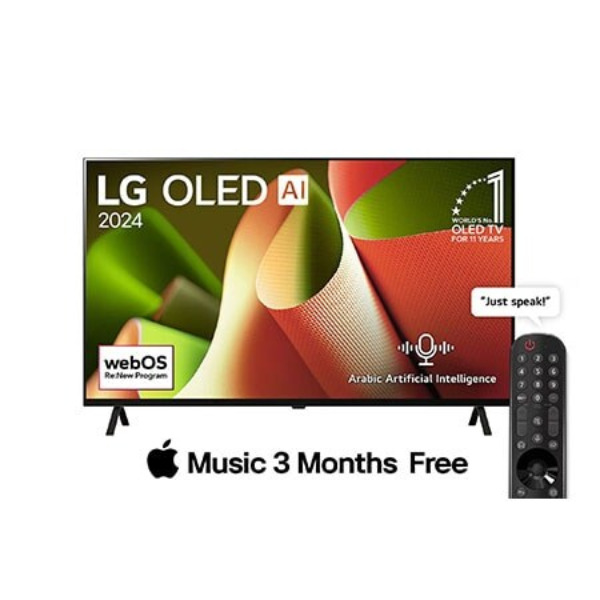 LG OLED AI
2024
1
WORLD'S No.
OLED TV
FOR 11 YEARS
"Just speak!"
webOS
Re:New Program
Arabic Artificial Intelligence
Music 3 Months Free